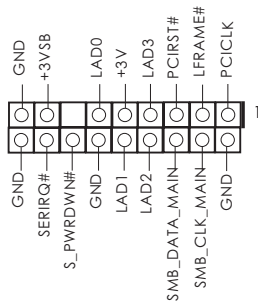 GND
+3VSB
LAD0
+3V
LAD3
PCIRST#
LFRAME#
PCICLK
1
GND
SERIRQ#
S_PWRDWN#
GND
LAD1
LAD2
SMB_DATA_MAIN
SMB_CLK_MAIN
GND